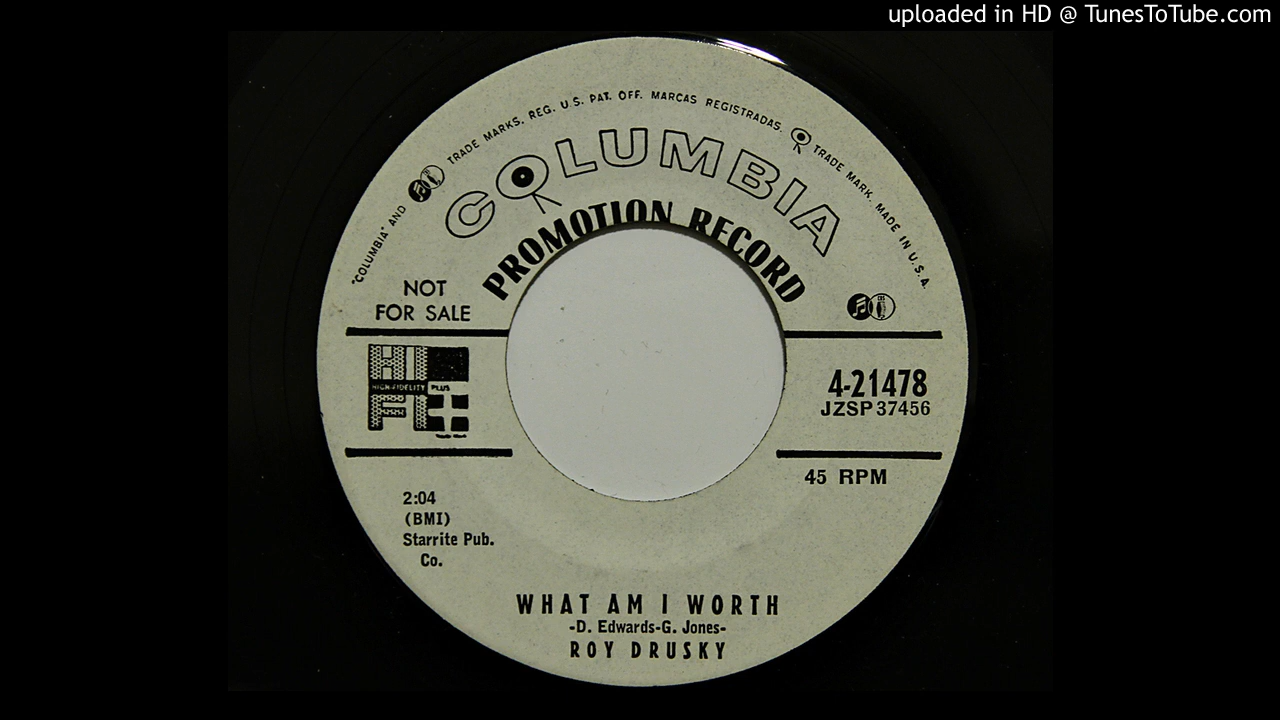 uploaded in HD @ TunesToTube.com
"COLUMBIA" AND TRADE MARKS, REG. U.S. PAT. OFF. MARCAS REGISTRADAS. TRADE MARK. MADE IN U.S.A.
COLUMBIA
PROMOTION RECORD
NOT
FOR SALE
HI
HIGH-FIDELITY PLUS
FI
4-21478
JZSP 37456
45 RPM
2:04
(BMI)
Starrite Pub.
Co.
WHAT AM I WORTH
-D. Edwards-G. Jones-
ROY DRUSKY